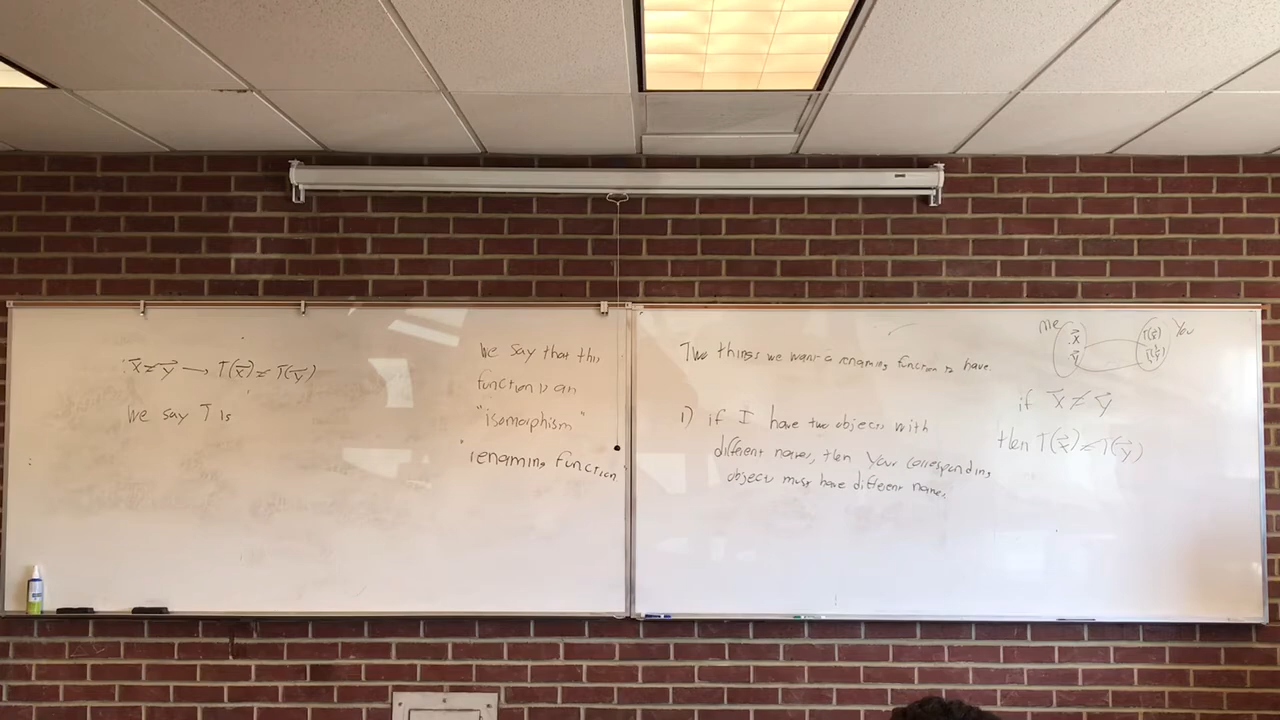 x⃗ ≠ y⃗ → T(x⃗) ≠ T(y⃗)
We say T is
We say that this
function is an
"isomorphism"
"renaming function"
Two things we want a renaming function to have.
1) if I have two objects with
different names, then your corresponding
objects must have different names.
Me
You
x⃗
y⃗
T(x⃗)
T(y⃗)
if x⃗ ≠ y⃗
then T(x⃗) ≠ T(y⃗)